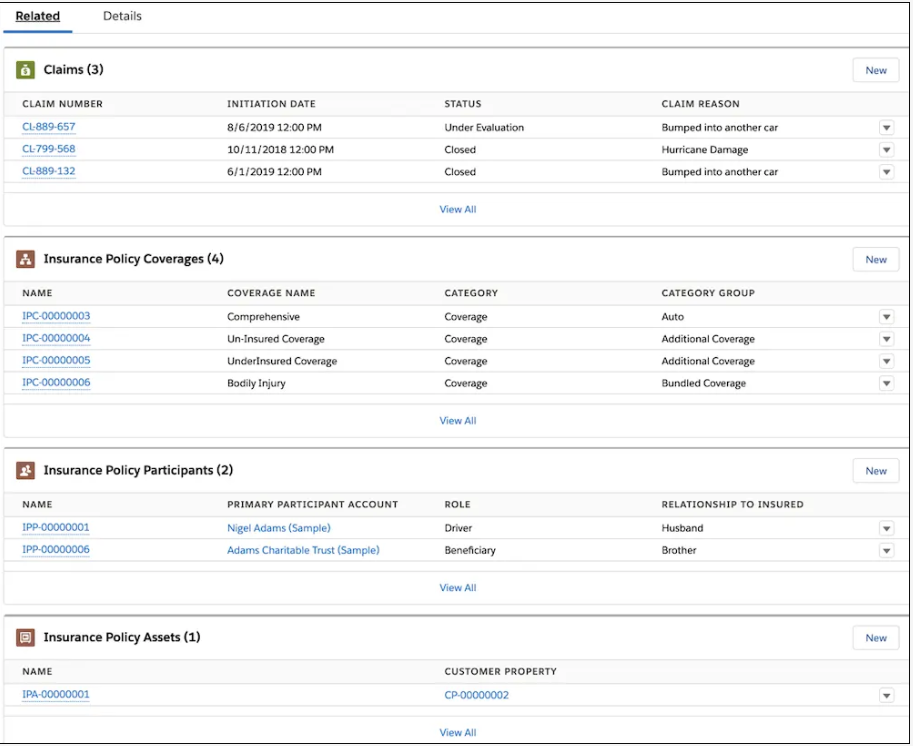 Related Details
Claims (3) New
CLAIM NUMBER INITIATION DATE STATUS CLAIM REASON
CL-889-657 8/6/2019 12:00 PM Under Evaluation Bumped into another car
CL-799-568 10/11/2018 12:00 PM Closed Hurricane Damage
CL-889-132 6/1/2019 12:00 PM Closed Bumped into another car
View All
Insurance Policy Coverages (4) New
NAME COVERAGE NAME CATEGORY CATEGORY GROUP
IPC-00000003 Comprehensive Coverage Auto
IPC-00000004 Un-Insured Coverage Coverage Additional Coverage
IPC-00000005 UnderInsured Coverage Coverage Additional Coverage
IPC-00000006 Bodily Injury Coverage Bundled Coverage
View All
Insurance Policy Participants (2) New
NAME PRIMARY PARTICIPANT ACCOUNT ROLE RELATIONSHIP TO INSURED
IPP-00000001 Nigel Adams (Sample) Driver Husband
IPP-00000006 Adams Charitable Trust (Sample) Beneficiary Brother
View All
Insurance Policy Assets (1) New
NAME CUSTOMER PROPERTY
IPA-00000001 CP-00000002
View All